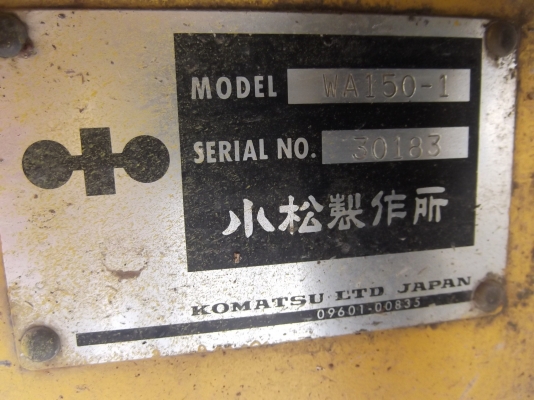 MODEL WA150-1
SERIAL NO. 30183
小松製作所
KOMATSU LTD JAPAN
09601-00835